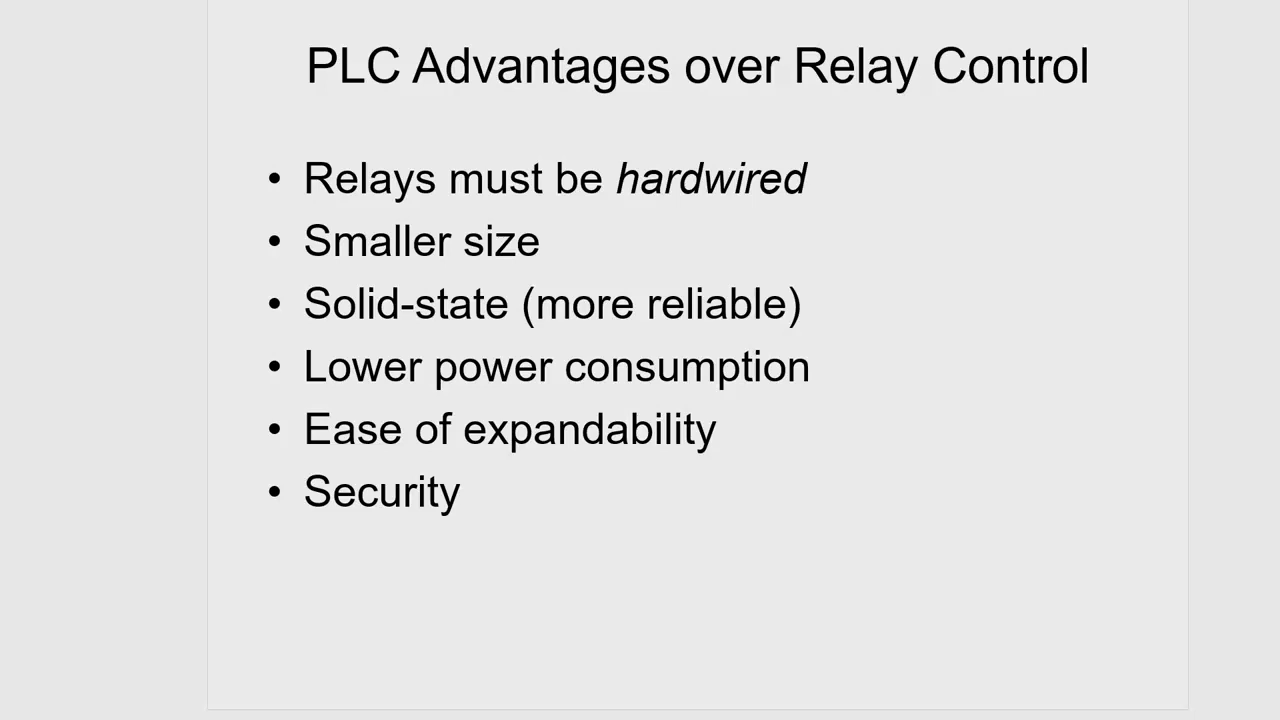 PLC Advantages over Relay Control
• Relays must be hardwired
• Smaller size
• Solid-state (more reliable)
• Lower power consumption
• Ease of expandability
• Security